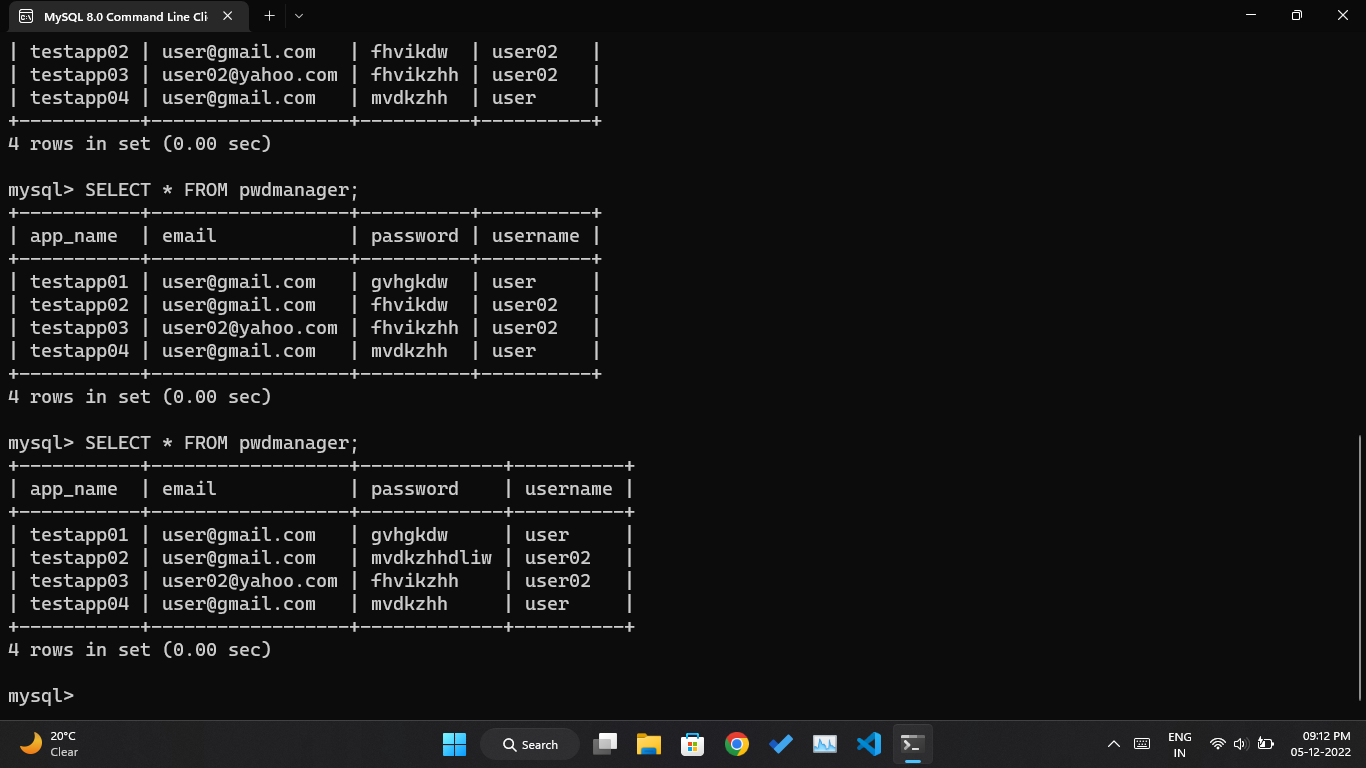 MySQL 8.0 Command Line Cli
| testapp02 | user@gmail.com   | fhvikdw  | user02   |
| testapp03 | user02@yahoo.com | fhvikzhh | user02   |
| testapp04 | user@gmail.com   | mvdkzhh  | user     |
+-----------+------------------+----------+----------+
4 rows in set (0.00 sec)
mysql> SELECT * FROM pwdmanager;
+-----------+------------------+----------+----------+
| app_name  | email            | password | username |
+-----------+------------------+----------+----------+
| testapp01 | user@gmail.com   | gvhgkdw  | user     |
| testapp02 | user@gmail.com   | fhvikdw  | user02   |
| testapp03 | user02@yahoo.com | fhvikzhh | user02   |
| testapp04 | user@gmail.com   | mvdkzhh  | user     |
+-----------+------------------+----------+----------+
4 rows in set (0.00 sec)
mysql> SELECT * FROM pwdmanager;
+-----------+------------------+-------------+----------+
| app_name  | email            | password    | username |
+-----------+------------------+-------------+----------+
| testapp01 | user@gmail.com   | gvhgkdw     | user     |
| testapp02 | user@gmail.com   | mvdkzhhdliw | user02   |
| testapp03 | user02@yahoo.com | fhvikzhh    | user02   |
| testapp04 | user@gmail.com   | mvdkzhh     | user     |
+-----------+------------------+-------------+----------+
4 rows in set (0.00 sec)
mysql>
20°C
Clear
Search
ENG
IN
09:12 PM
05-12-2022